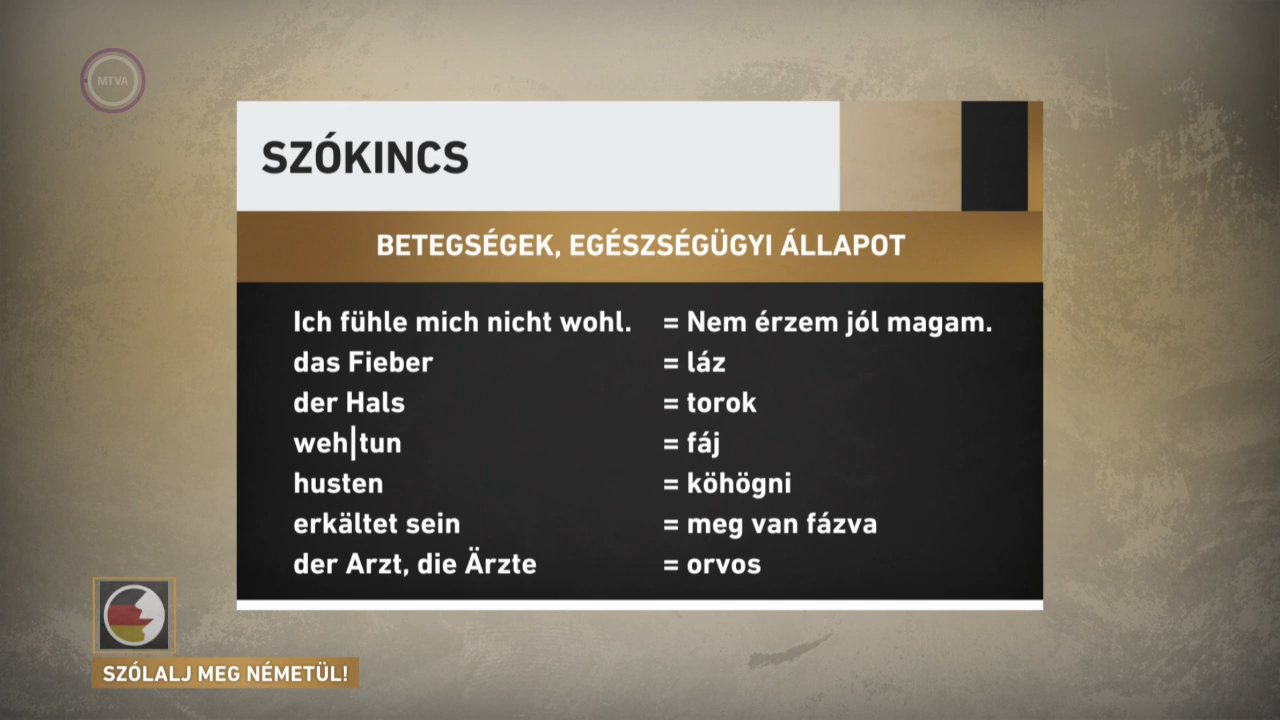 MTVA
SZÓKINCS
BETEGSÉGEK, EGÉSZSÉGÜGYI ÁLLAPOT
Ich fühle mich nicht wohl. = Nem érzem jól magam.
das Fieber = láz
der Hals = torok
weh|tun = fáj
husten = köhögni
erkältet sein = meg van fázva
der Arzt, die Ärzte = orvos
SZÓLALJ MEG NÉMETÜL!